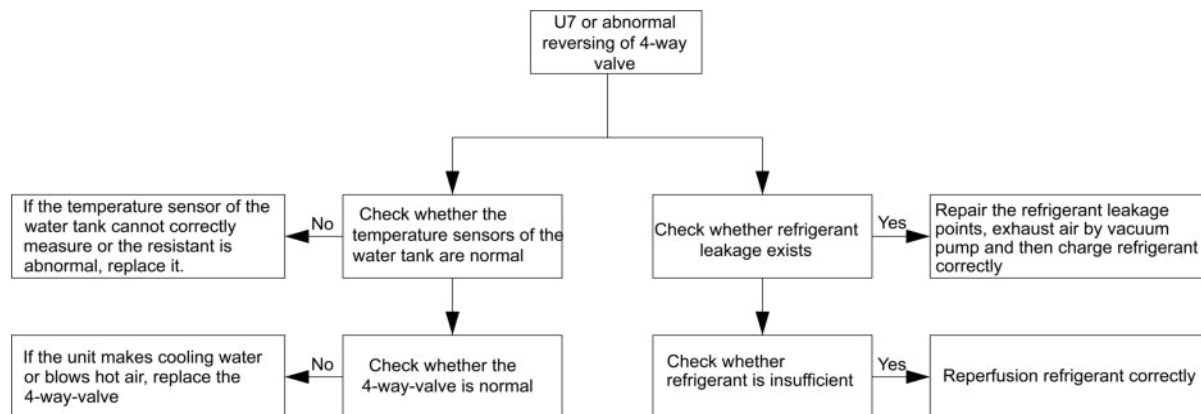 U7 or abnormal
reversing of 4-way
valve
If the temperature sensor of the
water tank cannot correctly
measure or the resistant is
abnormal, replace it.
No
Check whether the
temperature sensors of the
water tank are normal
Check whether refrigerant
leakage exists
Yes
Repair the refrigerant leakage
points, exhaust air by vacuum
pump and then charge refrigerant
correctly
If the unit makes cooling water
or blows hot air, replace the
4-way-valve
No
Check whether the
4-way-valve is normal
Check whether
refrigerant is insufficient
Yes
Reperfusion refrigerant correctly